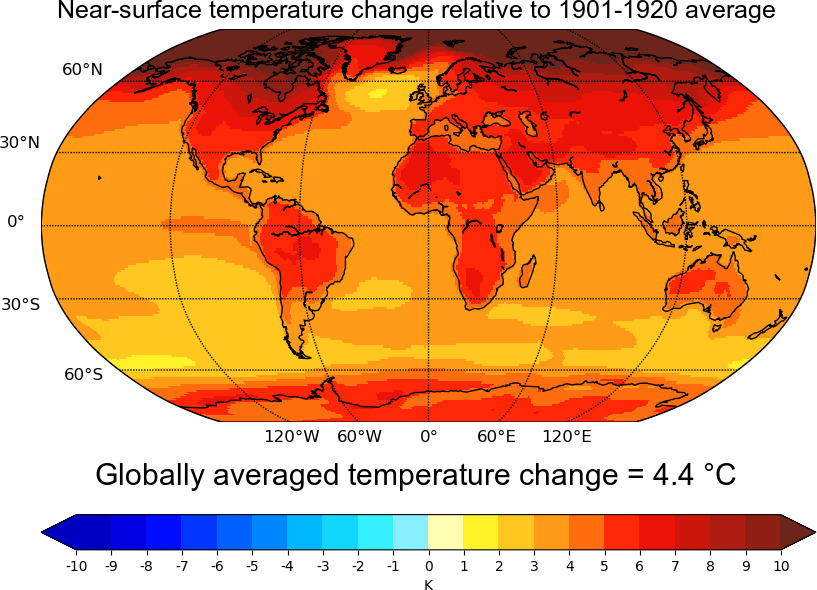 Near-surface temperature change relative to 1901-1920 average
60°N
30°N
0°
30°S
60°S
120°W 60°W 0° 60°E 120°E
Globally averaged temperature change = 4.4 °C
-10 -9 -8 -7 -6 -5 -4 -3 -2 -1 0 1 2 3 4 5 6 7 8 9 10
K